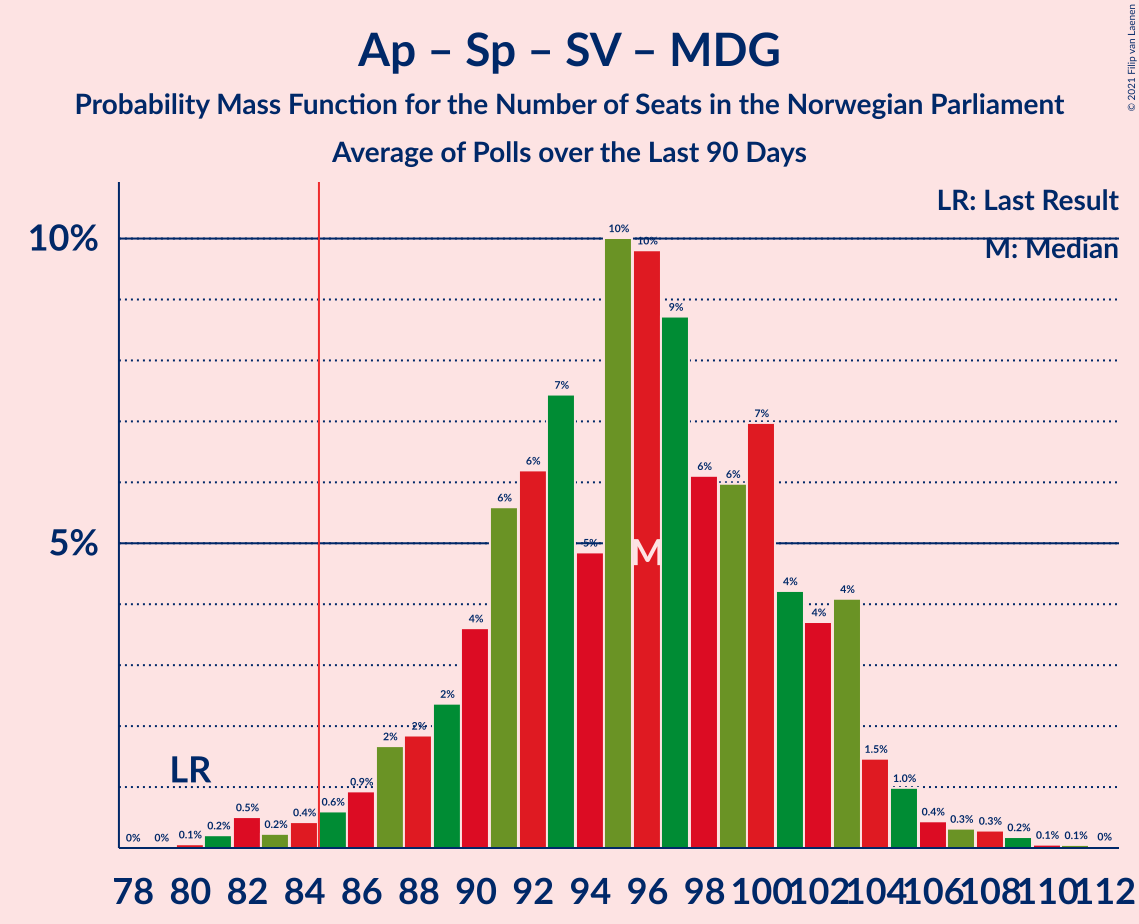 Ap – Sp – SV – MDG
Probability Mass Function for the Number of Seats in the Norwegian Parliament
Average of Polls over the Last 90 Days
© 2021 Filip van Laenen
LR: Last Result
M: Median
10%
5%
0% 0% 0.1% 0.2% 0.5% 0.2% 0.4% 0.6% 0.9% 2% 2% 2% 4% 6% 6% 7% 5% 10% 10% 9% 6% 6% 7% 4% 4% 4% 1.5% 1.0% 0.4% 0.3% 0.3% 0.2% 0.1% 0.1% 0%
M
LR
78 80 82 84 86 88 90 92 94 96 98 100 102 104 106 108 110 112